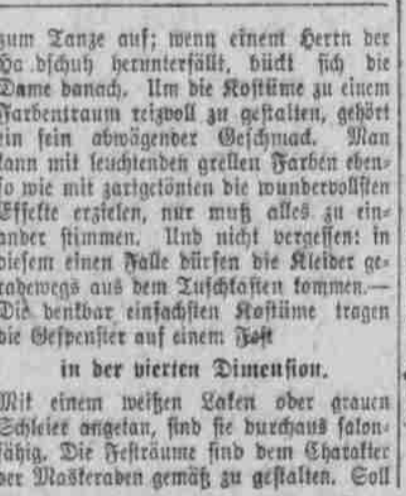 zum Tanze auf; wenn einem Herrn der
Ha dschuh herunterfällt, bückt sich die
Dame danach. Um die Kostüme zu einem
Farbentraum reizvoll zu gestalten, gehört
ein fein abwägender Geschmack. Man
kann mit leuchtenden grellen Farben eben-
so wie mit zartgetönten die wundervollsten
Effekte erzielen, nur muß alles zu ein-
ander stimmen. Und nicht vergessen: in
diesem einen Falle dürfen die Kleider ge-
radewegs aus dem Tuschkasten kommen.—
Die denkbar einfachsten Kostüme tragen
die Gespenster auf einem Fest
in der vierten Dimension.
Mit einem weißen Laken oder grauen
Schleier angetan, sind sie durchaus salon-
fähig. Die Festräume sind dem Charakter
der Maskeraden gemäß zu gestalten. Soll